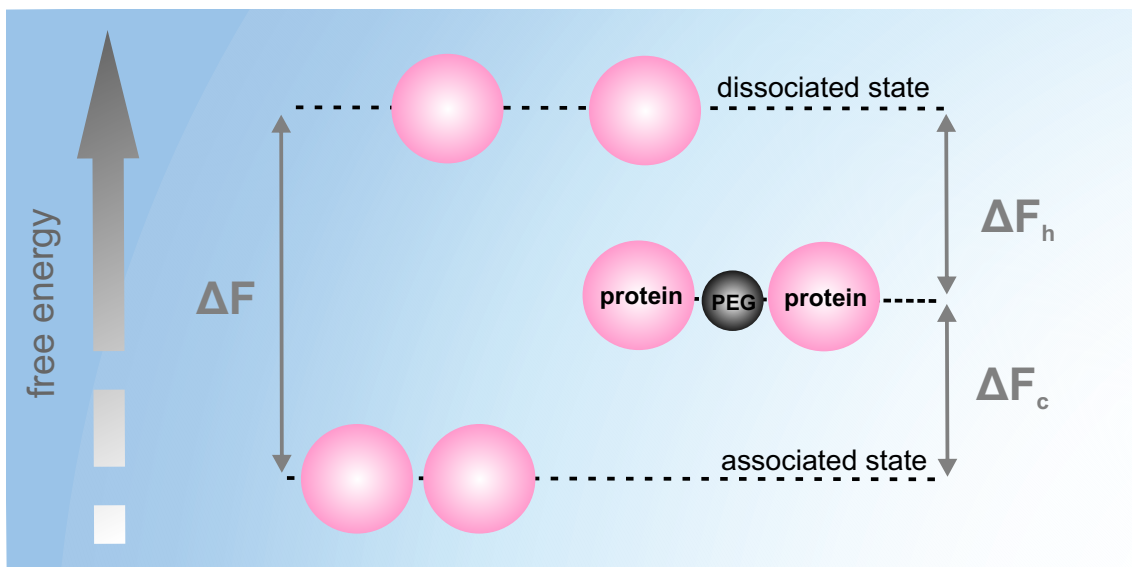 dissociated state
free energy
ΔF
ΔFh
protein PEG protein
ΔFc
associated state